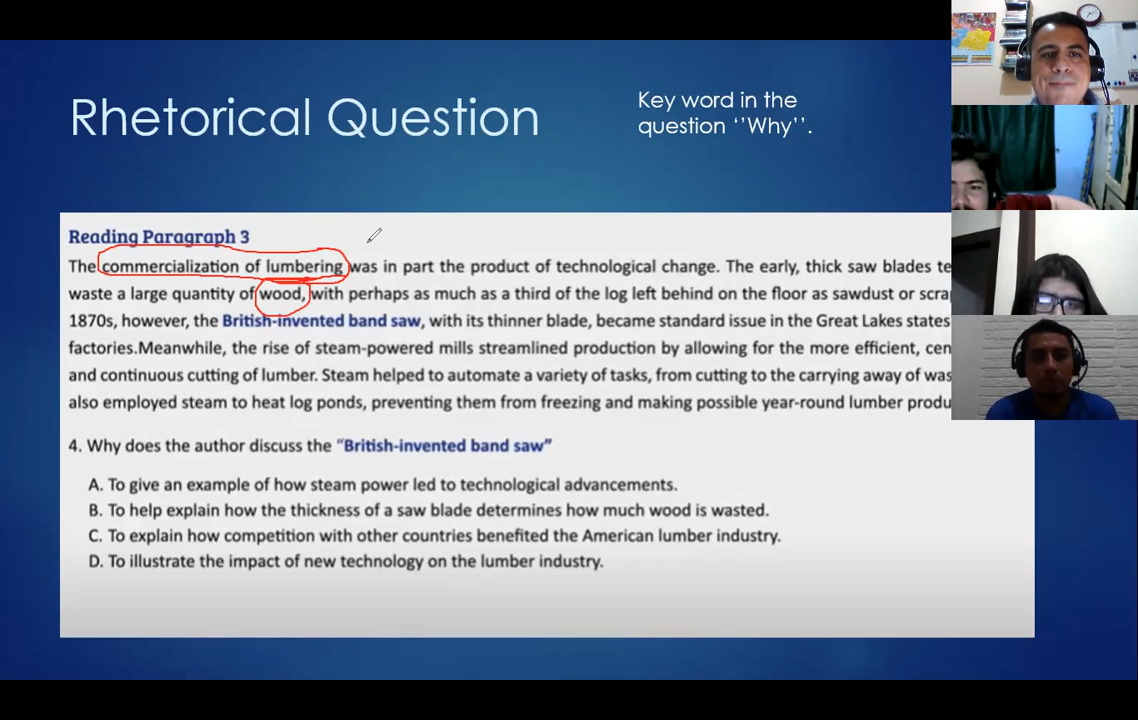 Rhetorical Question
Key word in the
question ‘’Why’’.
Reading Paragraph 3
The commercialization of lumbering was in part the product of technological change. The early, thick saw blades
waste a large quantity of wood, with perhaps as much as a third of the log left behind on the floor as sawdust or
1870s, however, the British-invented band saw, with its thinner blade, became standard issue in the Great Lakes states
factories.Meanwhile, the rise of steam-powered mills streamlined production by allowing for the more efficient,
and continuous cutting of lumber. Steam helped to automate a variety of tasks, from cutting to the carrying away of
also employed steam to heat log ponds, preventing them from freezing and making possible year-round lumber
4. Why does the author discuss the “British-invented band saw”
A. To give an example of how steam power led to technological advancements.
B. To help explain how the thickness of a saw blade determines how much wood is wasted.
C. To explain how competition with other countries benefited the American lumber industry.
D. To illustrate the impact of new technology on the lumber industry.